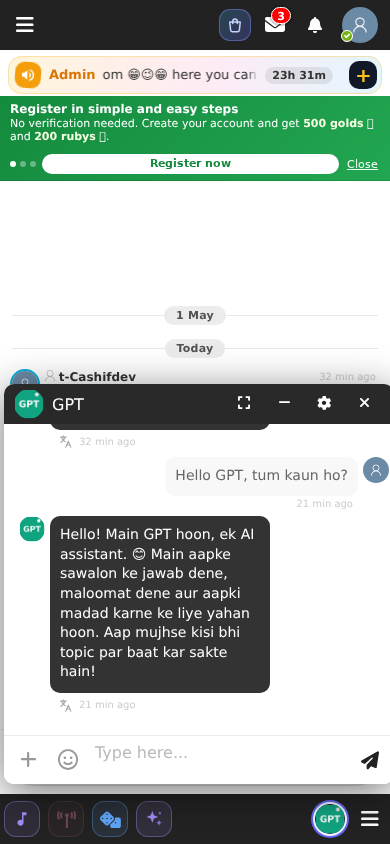 3
Admin om 😁😉😁 here you can 23h 31m
Register in simple and easy steps
No verification needed. Create your account and get 500 golds
and 200 rubys .
Register now Close
1 May
Today
t-Cashifdev 32 min ago
GPT GPT
32 min ago
Hello GPT, tum kaun ho?
21 min ago
GPT
Hello! Main GPT hoon, ek AI
assistant. 😊 Main aapke
sawalon ke jawab dene,
maloomat dene aur aapki
madad karne ke liye yahan
hoon. Aap mujhse kisi bhi
topic par baat kar sakte
hain!
21 min ago
Type here...
GPT